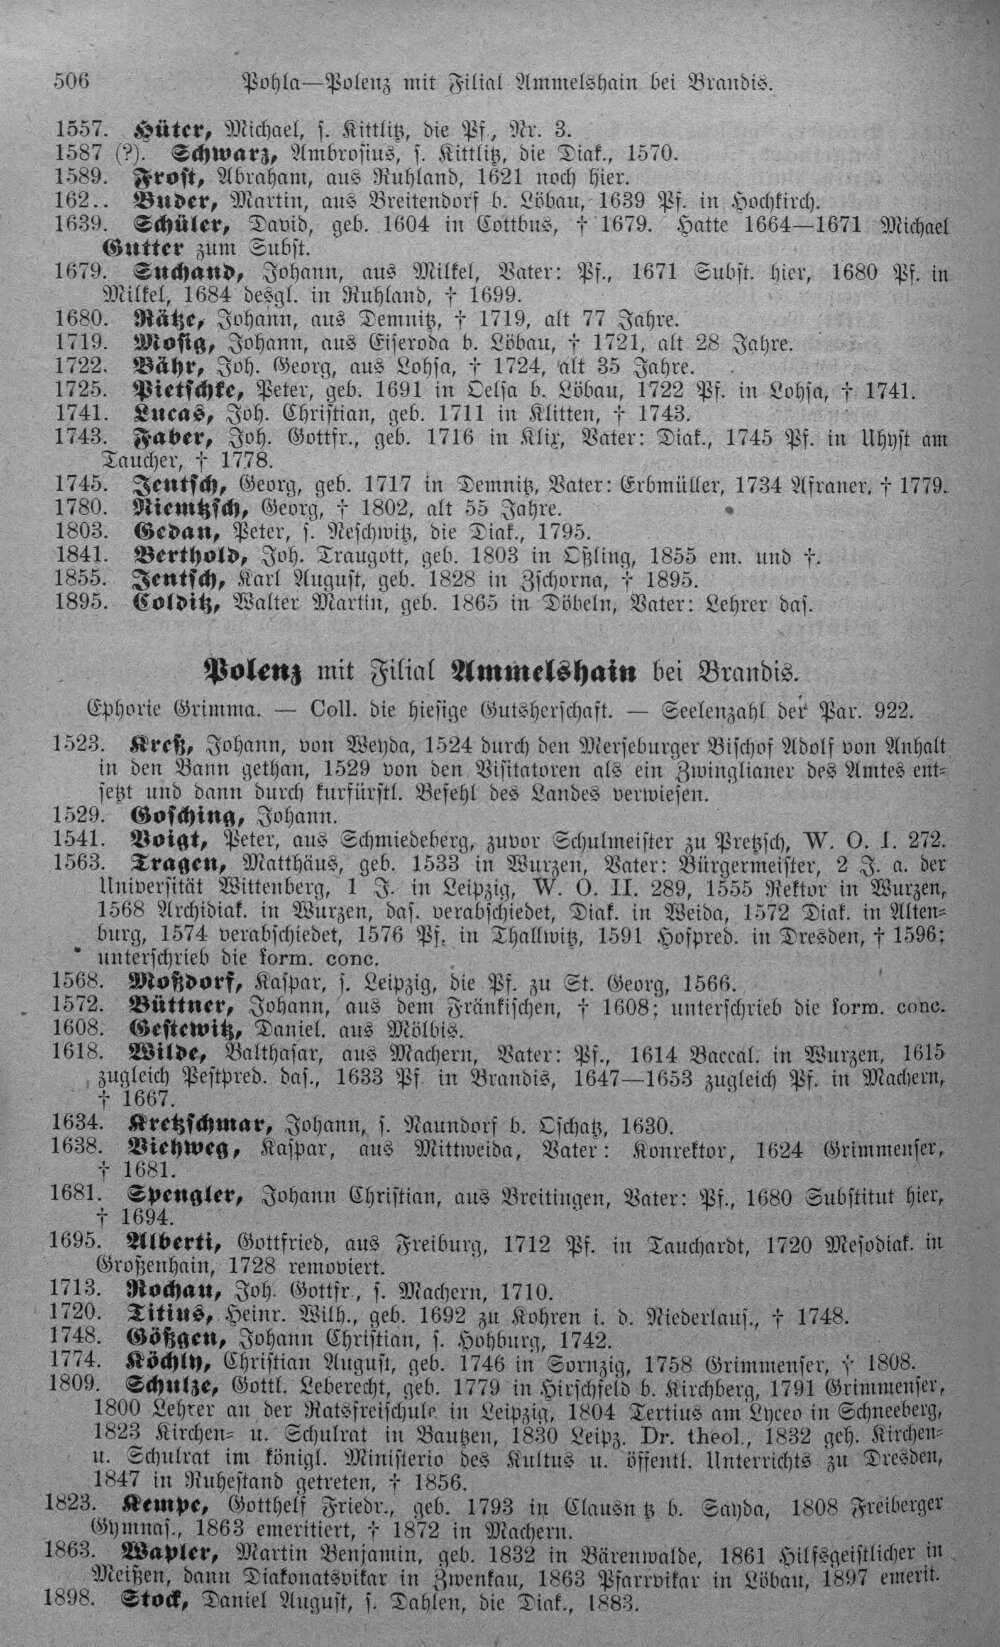 506 Pohla—Polenz mit Filial Ammelshain bei Brandis.
1557. Hüter, Michael, s. Kittlitz, die Pf., Nr. 3.
1587 (?). Schwarz, Ambrosius, s. Kittlitz, die Diak., 1570.
1589. Frost, Abraham, aus Ruhland, 1621 noch hier.
162.. Buder, Martin, aus Breitendorf b. Löbau, 1639 Pf. in Hochkirch.
1639. Schüler, David, geb. 1604 in Cottbus, † 1679. Hatte 1664—1671 Michael
Gutter zum Subst.
1679. Suchand, Johann, aus Milkel, Vater: Pf., 1671 Subst. hier, 1680 Pf. in
Milkel, 1684 desgl. in Ruhland, † 1699.
1680. Rätze, Johann, aus Demnitz, † 1719, alt 77 Jahre.
1719. Mosig, Johann, aus Eiseroda b. Löbau, † 1721, alt 28 Jahre.
1722. Bähr, Joh. Georg, aus Lohsa, † 1724, alt 35 Jahre.
1725. Pietschke, Peter, geb. 1691 in Oelsa b. Löbau, 1722 Pf. in Lohsa, † 1741.
1741. Lucas, Joh. Christian, geb. 1711 in Klitten, † 1743.
1743. Faber, Joh. Gottfr., geb. 1716 in Klix, Vater: Diak., 1745 Pf. in Uhyst am
Taucher, † 1778.
1745. Jentsch, Georg, geb. 1717 in Demnitz, Vater: Erbmüller, 1734 Afraner, † 1779.
1780. Niemtzsch, Georg, † 1802, alt 55 Jahre.
1803. Gedan, Peter, s. Neschwitz, die Diak., 1795.
1841. Berthold, Joh. Traugott, geb. 1803 in Oßling, 1855 em. und †.
1855. Jentsch, Karl August, geb. 1828 in Zschorna, † 1895.
1895. Colditz, Walter Martin, geb. 1865 in Döbeln, Vater: Lehrer das.
Polenz mit Filial Ammelshain bei Brandis.
Ephorie Grimma. — Coll. die hiesige Gutsherschaft. — Seelenzahl der Par. 922.
1523. Kreß, Johann, von Weyda, 1524 durch den Merseburger Bischof Adolf von Anhalt
in den Bann gethan, 1529 von den Visitatoren als ein Zwinglianer des Amtes ent-
setzt und dann durch kurfürstl. Befehl des Landes verwiesen.
1529. Gosching, Johann.
1541. Voigt, Peter, aus Schmiedeberg, zuvor Schulmeister zu Pretzsch, W. O. I. 272.
1563. Tragen, Matthäus, geb. 1533 in Wurzen, Vater: Bürgermeister, 2 J. a. der
Universität Wittenberg, 1 J. in Leipzig, W. O. II. 289, 1555 Rektor in Wurzen,
1568 Archidiak. in Wurzen, das. verabschiedet, Diak. in Weida, 1572 Diak. in Alten-
burg, 1574 verabschiedet, 1576 Pf. in Thallwitz, 1591 Hofpred. in Dresden, † 1596;
unterschrieb die form. conc.
1568. Moßdorf, Kaspar, s. Leipzig, die Pf. zu St. Georg, 1566.
1572. Büttner, Johann, aus dem Fränkischen, † 1608; unterschrieb die form. conc.
1608. Gestewitz, Daniel. aus Mölbis.
1618. Wilde, Balthasar, aus Machern, Vater: Pf., 1614 Baccal. in Wurzen, 1615
zugleich Pestpred. das., 1633 Pf. in Brandis, 1647—1653 zugleich Pf. in Machern,
† 1667.
1634. Kretzschmar, Johann, s. Naundorf b. Oschatz, 1630.
1638. Viehweg, Kaspar, aus Mittweida, Vater: Konrektor, 1624 Grimmenser,
† 1681.
1681. Spengler, Johann Christian, aus Breitingen, Vater: Pf., 1680 Substitut hier,
† 1694.
1695. Alberti, Gottfried, aus Freiburg, 1712 Pf. in Tauchardt, 1720 Mesodiak. in
Großenhain, 1728 removiert.
1713. Rochau, Joh. Gottfr., s. Machern, 1710.
1720. Titius, Heinr. Wilh., geb. 1692 zu Kohren i. d. Niederlaus., † 1748.
1748. Gößgen, Johann Christian, s. Hohburg, 1742.
1774. Köchly, Christian August, geb. 1746 in Sornzig, 1758 Grimmenser, † 1808.
1809. Schulze, Gottl. Leberecht, geb. 1779 in Hirschfeld b. Kirchberg, 1791 Grimmenser,
1800 Lehrer an der Ratsfreischule in Leipzig, 1804 Tertius am Lyceo in Schneeberg,
1823 Kirchen- u. Schulrat in Bautzen, 1830 Leipz. Dr. theol., 1832 geh. Kirchen-
u. Schulrat im königl. Ministerio des Kultus u. öffentl. Unterrichts zu Dresden,
1847 in Ruhestand getreten, † 1856.
1823. Kempe, Gotthelf Friedr., geb. 1793 in Clausn tz b. Sayda, 1808 Freiberger
Gymnas., 1863 emeritiert, † 1872 in Machern.
1863. Wapler, Martin Benjamin, geb. 1832 in Bärenwalde, 1861 Hilfsgeistlicher in
Meißen, dann Diakonatsvikar in Zwenkau, 1863 Pfarrvikar in Löbau, 1897 emerit.
1898. Stock, Daniel August, s. Dahlen, die Diak., 1883.